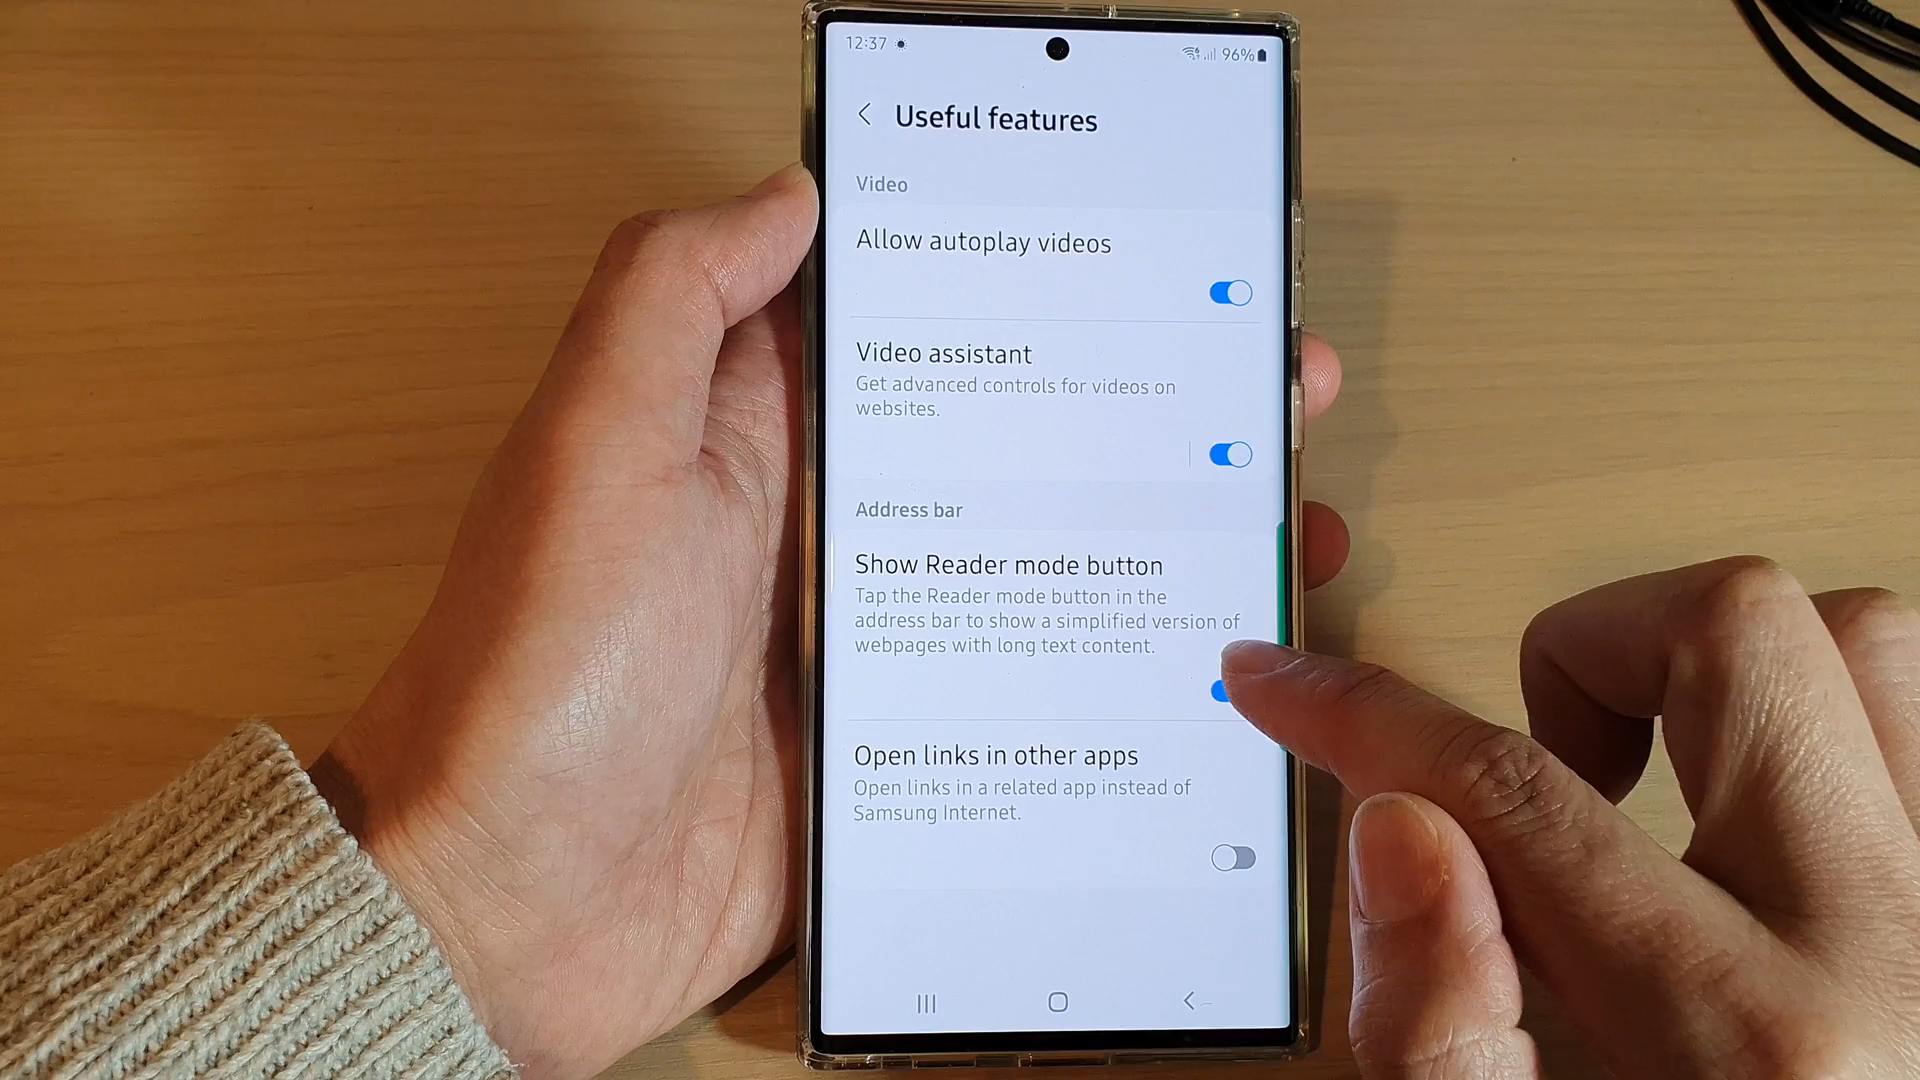 12:37
96%
Useful features
Video
Allow autoplay videos
Video assistant
Get advanced controls for videos on
websites.
Address bar
Show Reader mode button
Tap the Reader mode button in the
address bar to show a simplified version of
webpages with long text content.
Open links in other apps
Open links in a related app instead of
Samsung Internet.